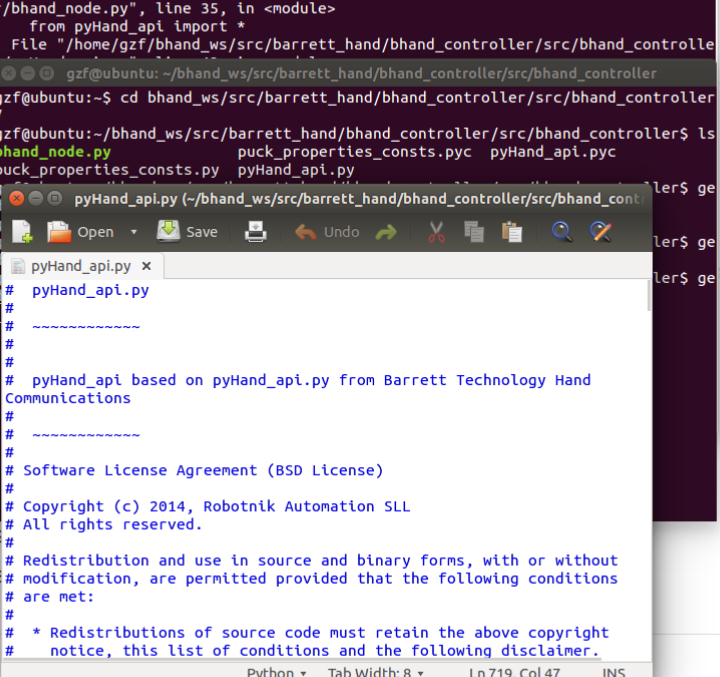 /bhand_node.py", line 35, in <module>
from pyHand_api import *
File "/home/gzf/bhand_ws/src/barrett_hand/bhand_controller/src/bhand_controlle
gzf@ubuntu: ~/bhand_ws/src/barrett_hand/bhand_controller/src/bhand_controller
gzf@ubuntu:~$ cd bhand_ws/src/barrett_hand/bhand_controller/src/bhand_controller
gzf@ubuntu:~/bhand_ws/src/barrett_hand/bhand_controller/src/bhand_controller$ ls
bhand_node.py puck_properties_consts.pyc pyHand_api.pyc
puck_properties_consts.py pyHand_api.py
ller$ ge
pyHand_api.py (~/bhand_ws/src/barrett_hand/bhand_controller/src/bhand_contr
Open Save Undo
ller$ ge
pyHand_api.py ×
ller$ ge
# pyHand_api.py
#
# ~~~~~~~~~~~~
#
#
# pyHand_api based on pyHand_api.py from Barrett Technology Hand
Communications
#
# ~~~~~~~~~~~~
#
# Software License Agreement (BSD License)
#
# Copyright (c) 2014, Robotnik Automation SLL
# All rights reserved.
#
# Redistribution and use in source and binary forms, with or without
# modification, are permitted provided that the following conditions
# are met:
#
# * Redistributions of source code must retain the above copyright
# notice, this list of conditions and the following disclaimer.
Python Tab Width: 8 Ln 719, Col 47 INS